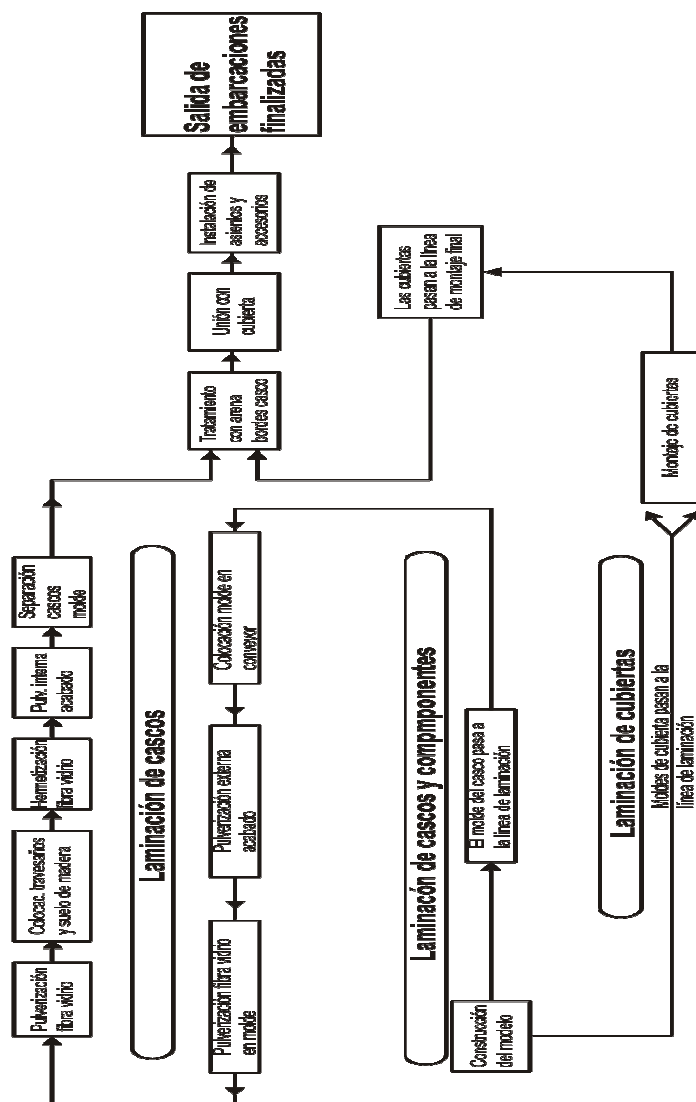 Pulverización
fibra vidrio
Colocac. travesaños
y suelo de madera
Hermetización
fibra vidrio
Pulv. interna
acabado
Separación
cascos
molde
Laminación de cascos
Pulverización fibra vidrio
en molde
Pulverización externa
acabado
Colocación molde en
conveyor
Tratamiento
con arena
bordes casco
Unión con
cubierta
Instalación de
asientos y
accesorios
Salida de
embarcaciones
finalizadas
Las cubiertas
pasan a la línea
de montaje final
Laminacón de cascos y compmponentes
Construcción
del modelo
El molde del casco pasa a
la línea de laminación
Laminación de cubiertas
Moldes de cubierta pasan a la
línea de laminación
Montaje de cubiertas